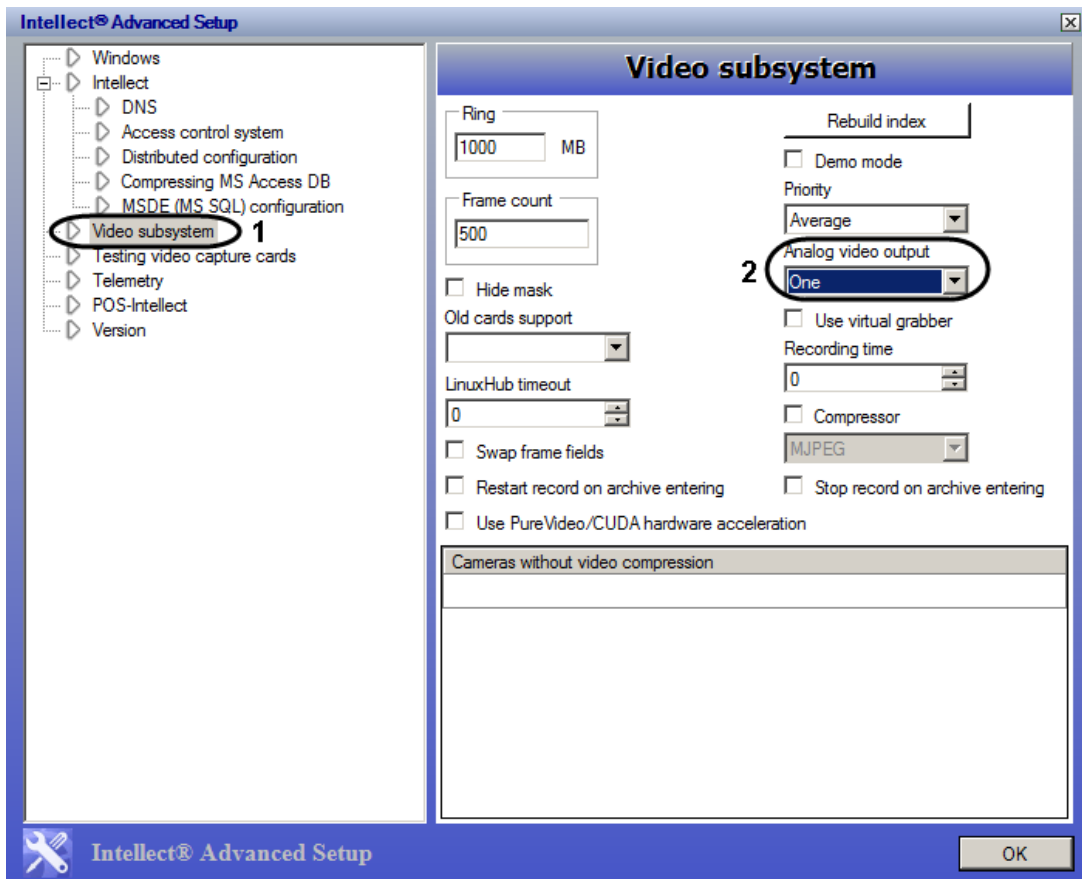 Intellect® Advanced Setup
Windows
Intellect
DNS
Access control system
Distributed configuration
Compressing MS Access DB
MSDE (MS SQL) configuration
Video subsystem
1
Testing video capture cards
Telemetry
POS-Intellect
Version
Video subsystem
Ring
1000 MB
Frame count
500
Hide mask
Old cards support
LinuxHub timeout
0
Swap frame fields
Restart record on archive entering
Use PureVideo/CUDA hardware acceleration
Rebuild index
Demo mode
Priority
Average
Analog video output
2
One
Use virtual grabber
Recording time
0
Compressor
MJPEG
Stop record on archive entering
Cameras without video compression
Intellect® Advanced Setup
OK